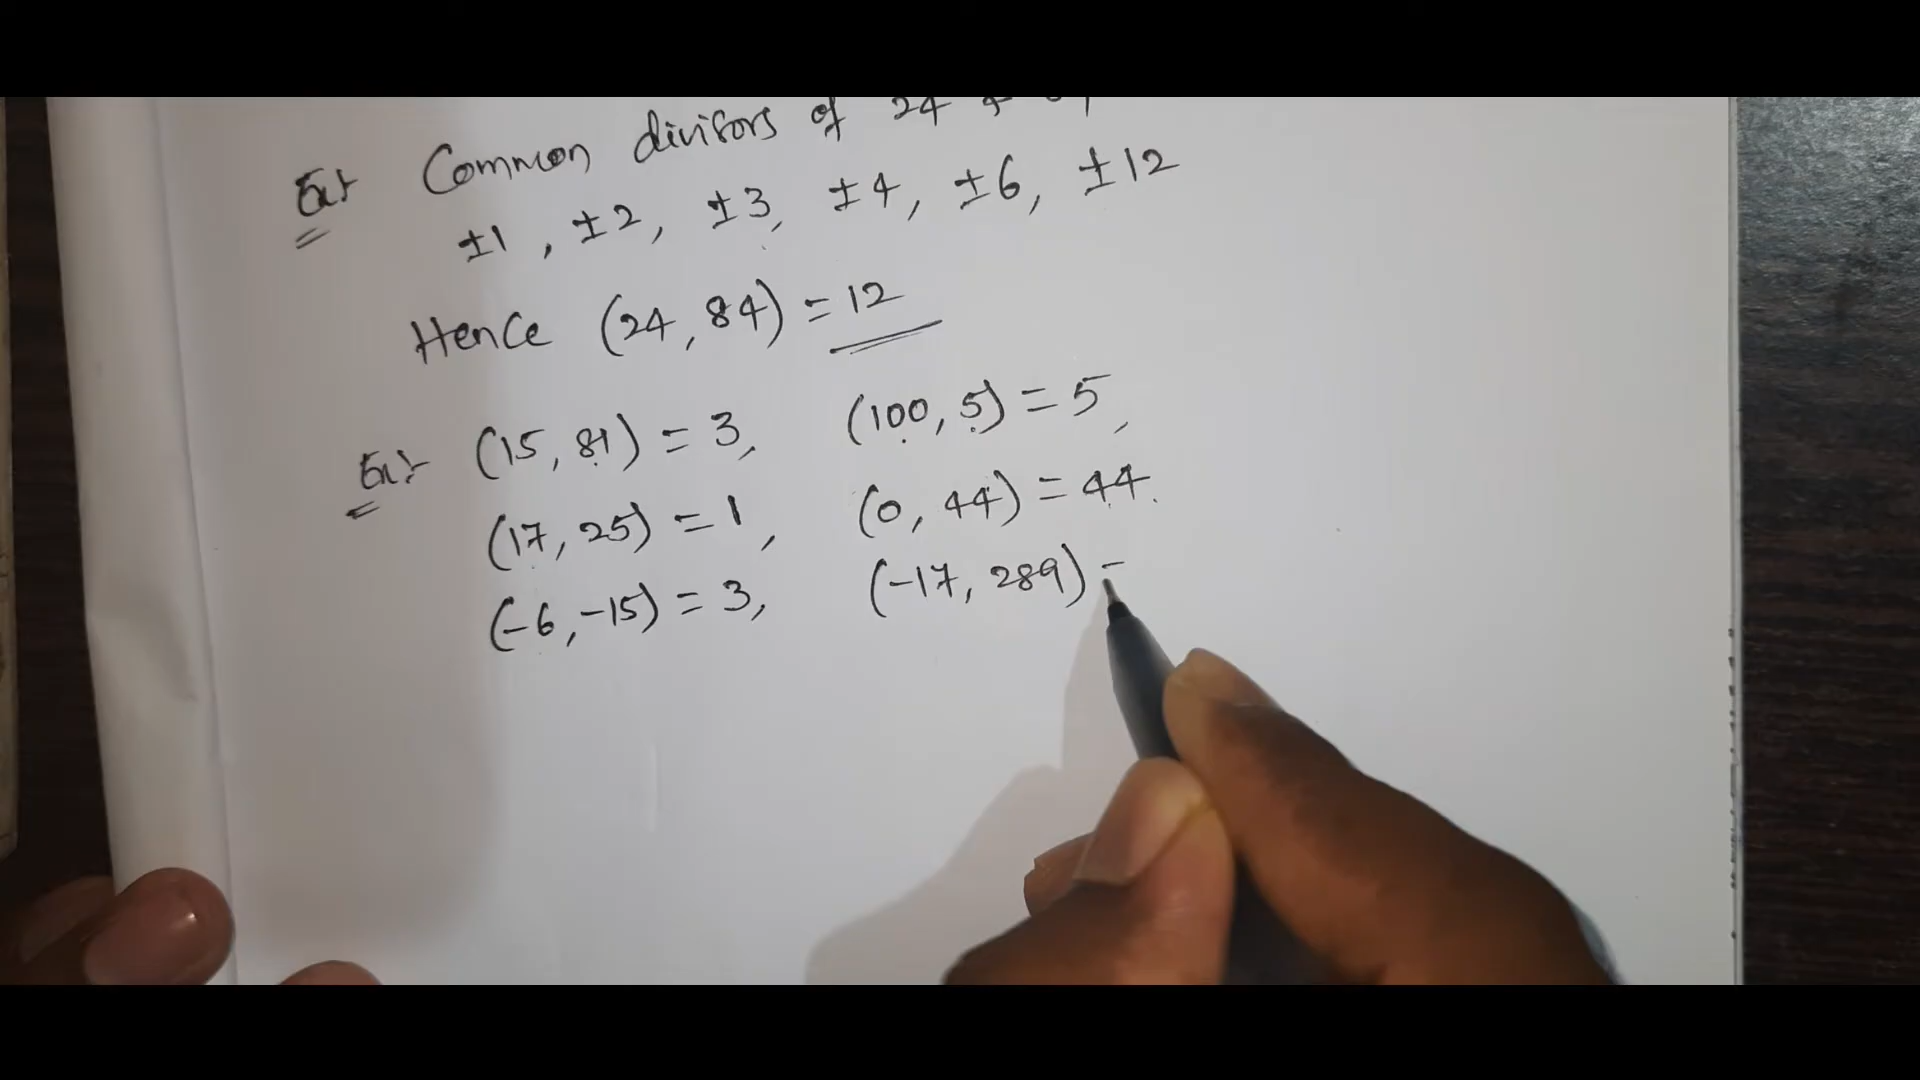 Ex:- Common divisors of 24 &
±1, ±2, ±3, ±4, ±6, ±12
Hence (24, 84) = 12
Ex:- (15, 81) = 3, (100, 5) = 5,
(17, 25) = 1, (0, 44) = 44.
(-6, -15) = 3, (-17, 289) -